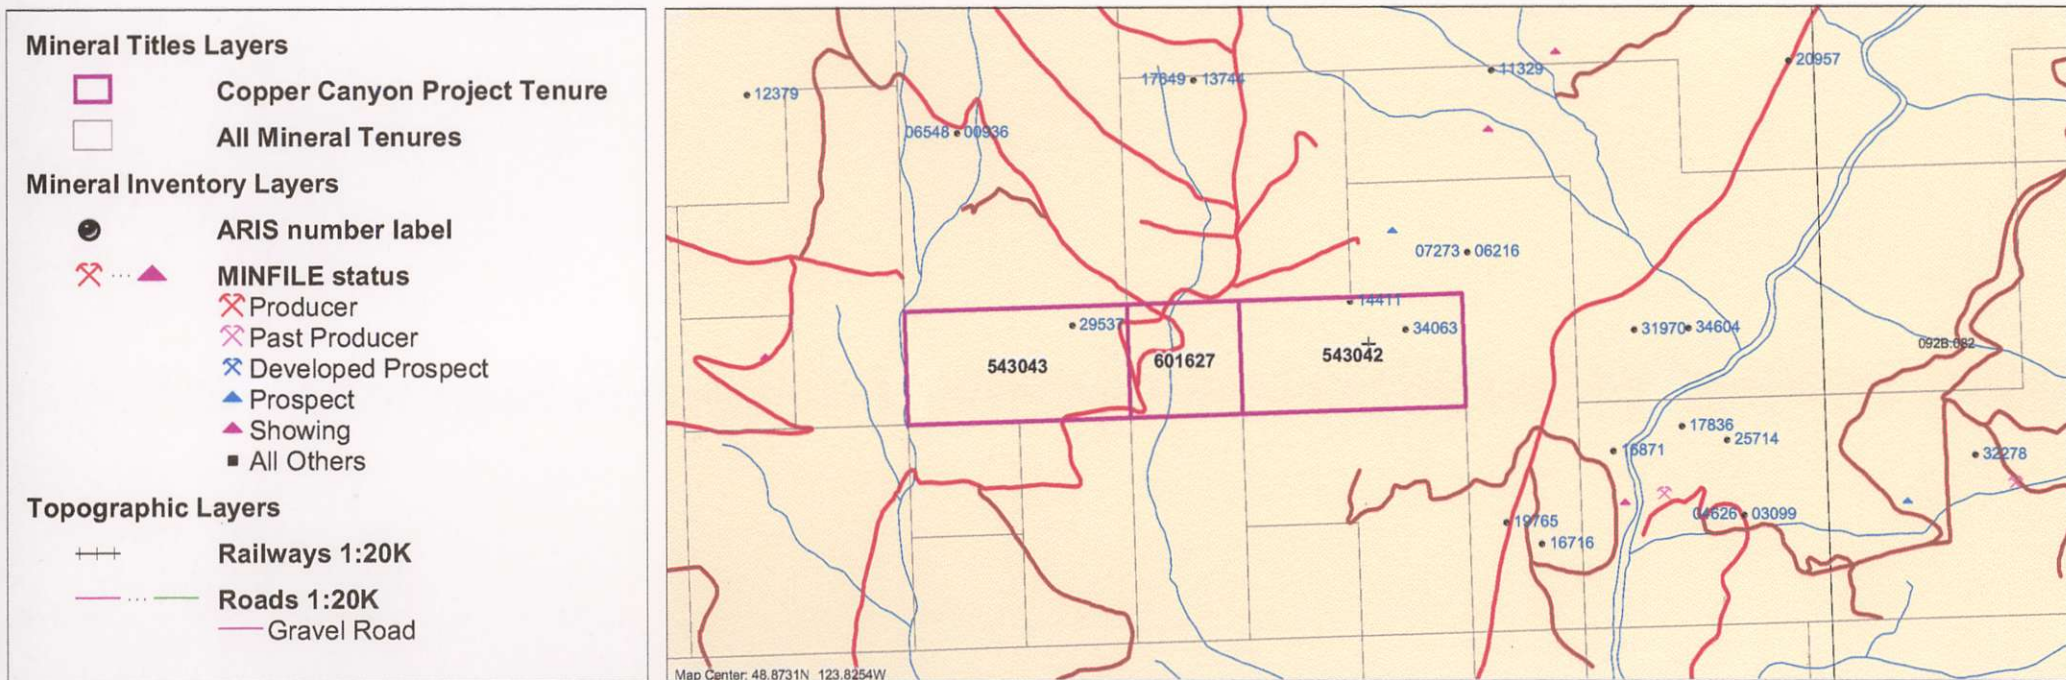 Mineral Titles Layers
Copper Canyon Project Tenure
All Mineral Tenures
Mineral Inventory Layers
ARIS number label
MINFILE status
Producer
Past Producer
Developed Prospect
Prospect
Showing
All Others
Topographic Layers
Railways 1:20K
Roads 1:20K
Gravel Road
20957
11329
17649 13744
12379
06548 00936
07273 06216
14411
29537
34063
31970 34604
092B.082
543043
601627
543042
17836
25714
16871
32278
04626 03099
19765
16716
Map Center: 48.8731N 123.8254W